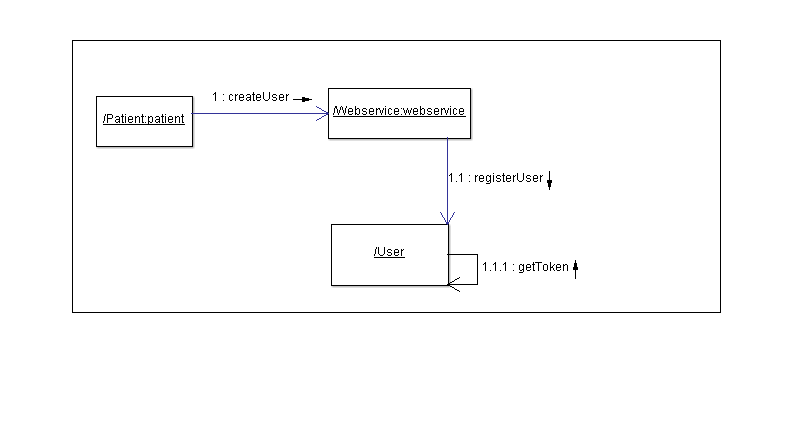 1 : createUser
/Patient:patient
/Webservice:webservice
1.1 : registerUser
/User
1.1.1 : getToken